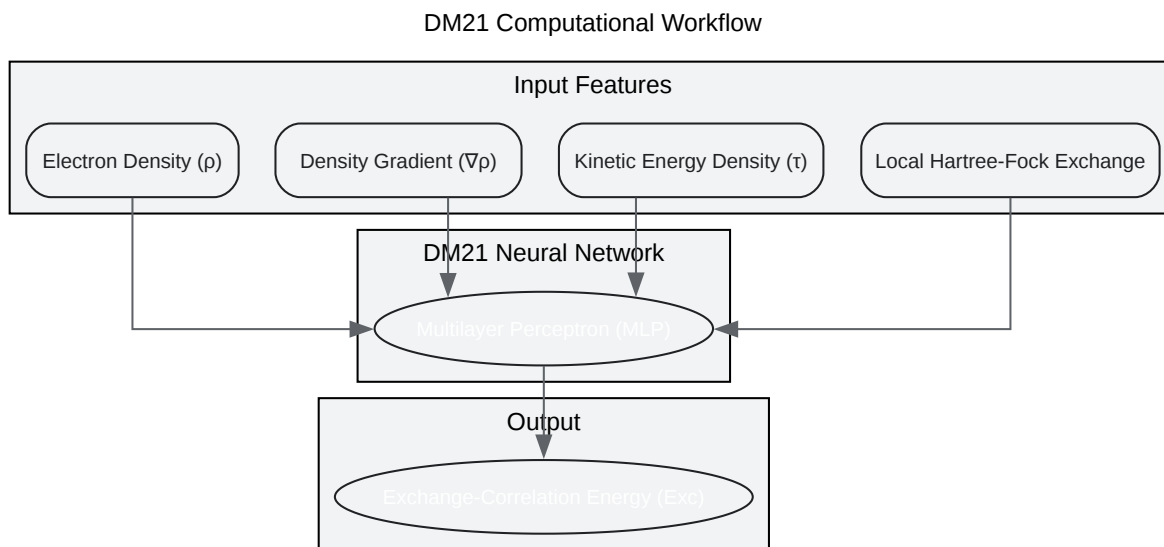 DM21 Computational Workflow
Input Features
Electron Density (ρ)
Density Gradient (∇ρ)
Kinetic Energy Density (τ)
Local Hartree-Fock Exchange
DM21 Neural Network
Multilayer Perceptron (MLP)
Output
Exchange-Correlation Energy (Exc)